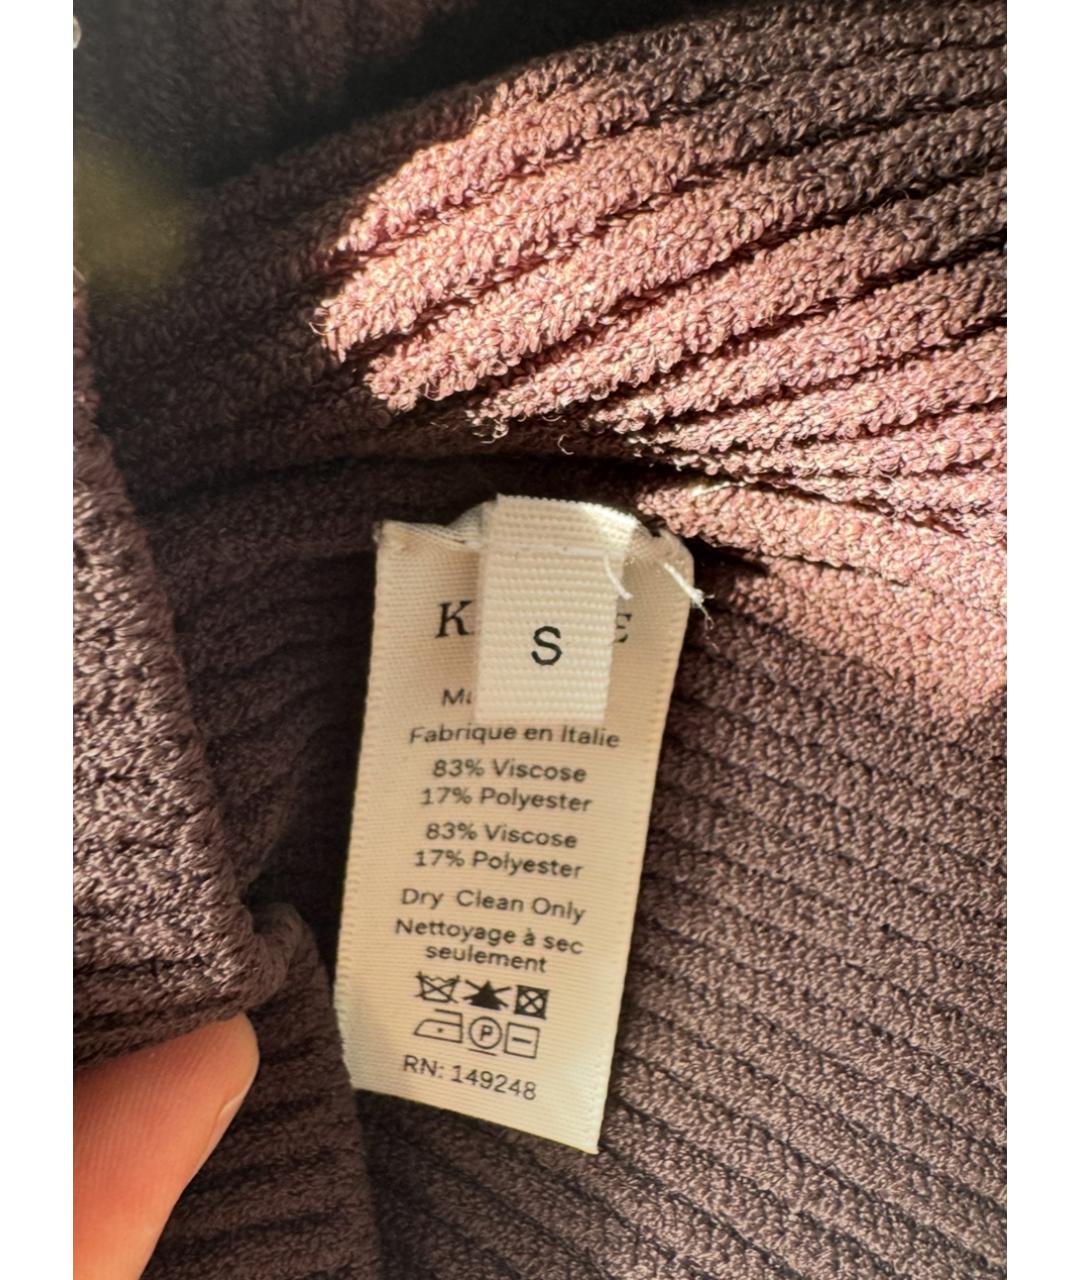 S
Fabrique en Italie
83% Viscose
17% Polyester
83% Viscose
17% Polyester
Dry Clean Only
Nettoyage à sec
seulement
P
RN: 149248